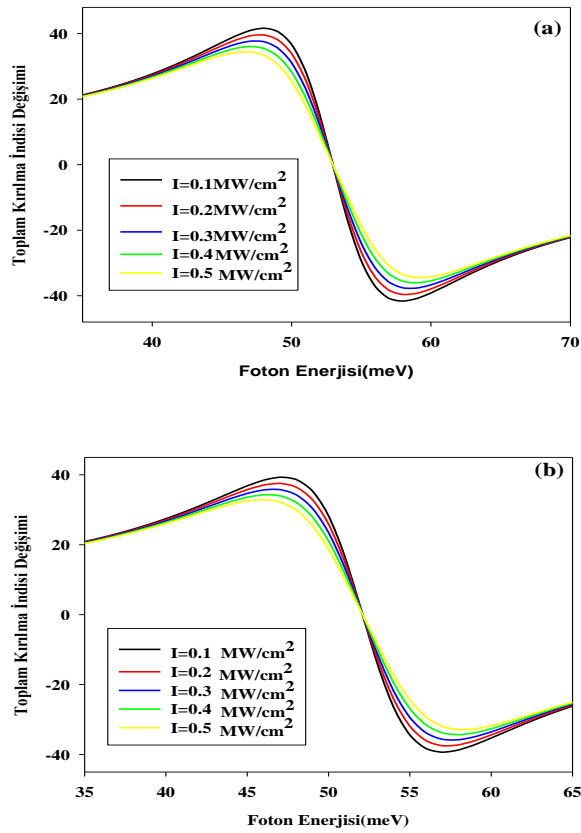 (a)
Toplam Kırılma İndisi Değişimi
40
20
0
-20
-40
I=0.1MW/cm²
I=0.2MW/cm²
I=0.3MW/cm²
I=0.4 MW/cm²
I=0.5 MW/cm²
40 50 60 70
Foton Enerjisi(meV)
(b)
Toplam Kırılma İndisi Değişimi
40
20
0
-20
-40
I=0.1 MW/cm²
I=0.2 MW/cm²
I=0.3 MW/cm²
I=0.4 MW/cm²
I=0.5 MW/cm²
35 40 45 50 55 60 65
Foton Enerjisi(meV)